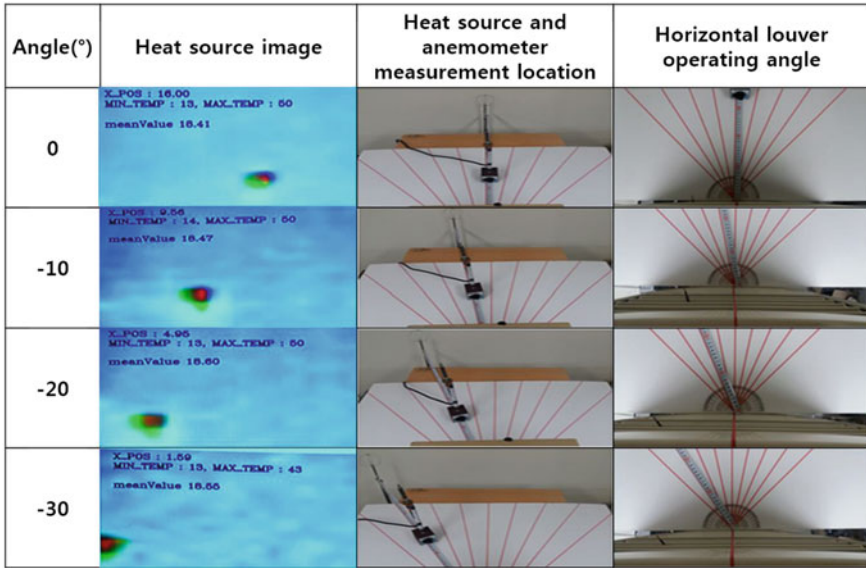 Angle(°)
Heat source image
Heat source and
anemometer
measurement location
Horizontal louver
operating angle
0
X_POS : 16.00
MIN_TEMP : 13, MAX_TEMP : 50
meanValue 18.41
-10
X_POS : 9.56
MIN_TEMP : 14, MAX_TEMP : 50
meanValue 18.47
-20
X_POS : 4.95
MIN_TEMP : 13, MAX_TEMP : 50
meanValue 18.60
-30
X_POS : 1.59
MIN_TEMP : 13, MAX_TEMP : 43
meanValue 18.55